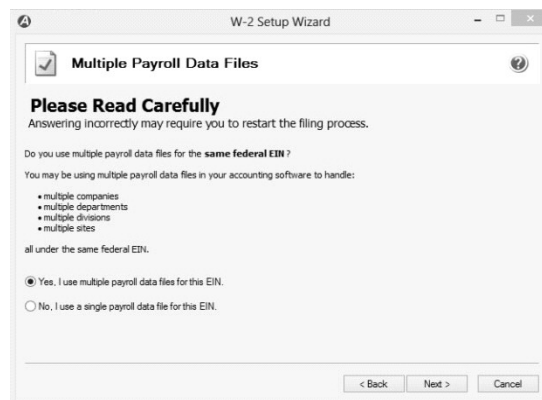 W-2 Setup Wizard
Multiple Payroll Data Files
Please Read Carefully
Answering incorrectly may require you to restart the filing process.
Do you use multiple payroll data files for the same federal EIN ?
You may be using multiple payroll data files in your accounting software to handle:
• multiple companies
• multiple departments
• multiple divisions
• multiple sites
all under the same federal EIN.
Yes, I use multiple payroll data files for this EIN.
No, I use a single payroll data file for this EIN.
< Back Next > Cancel